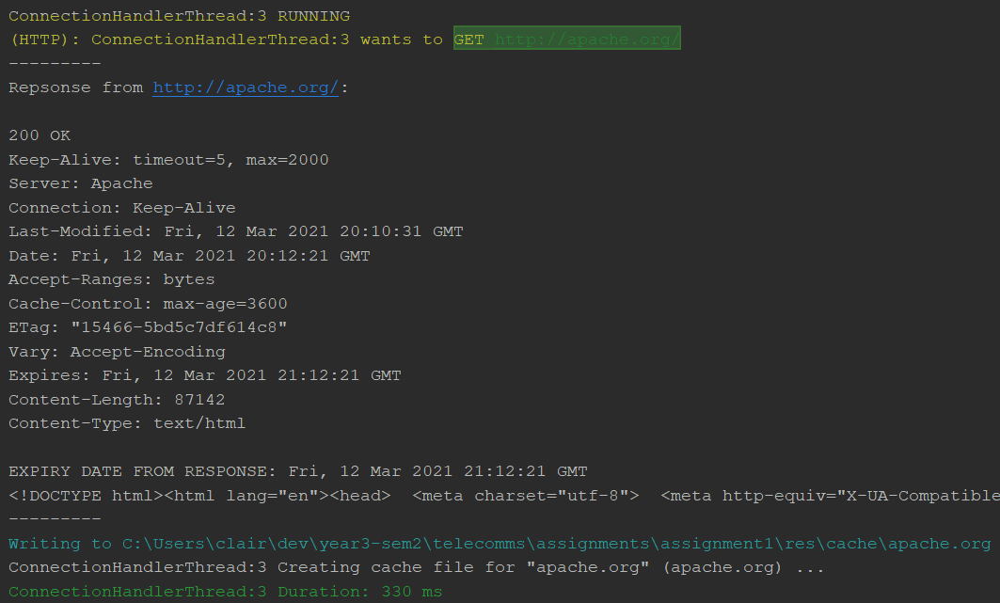 ConnectionHandlerThread:3 RUNNING
(HTTP): ConnectionHandlerThread:3 wants to GET http://apache.org/
---------
Repsonse from http://apache.org/:
200 OK
Keep-Alive: timeout=5, max=2000
Server: Apache
Connection: Keep-Alive
Last-Modified: Fri, 12 Mar 2021 20:10:31 GMT
Date: Fri, 12 Mar 2021 20:12:21 GMT
Accept-Ranges: bytes
Cache-Control: max-age=3600
ETag: "15466-5bd5c7df614c8"
Vary: Accept-Encoding
Expires: Fri, 12 Mar 2021 21:12:21 GMT
Content-Length: 87142
Content-Type: text/html
EXPIRY DATE FROM RESPONSE: Fri, 12 Mar 2021 21:12:21 GMT
<!DOCTYPE html><html lang="en"><head>  <meta charset="utf-8">  <meta http-equiv="X-UA-Compatible
---------
Writing to C:\Users\clair\dev\year3-sem2\telecomms\assignments\assignment1\res\cache\apache.org
ConnectionHandlerThread:3 Creating cache file for "apache.org" (apache.org) ...
ConnectionHandlerThread:3 Duration: 330 ms